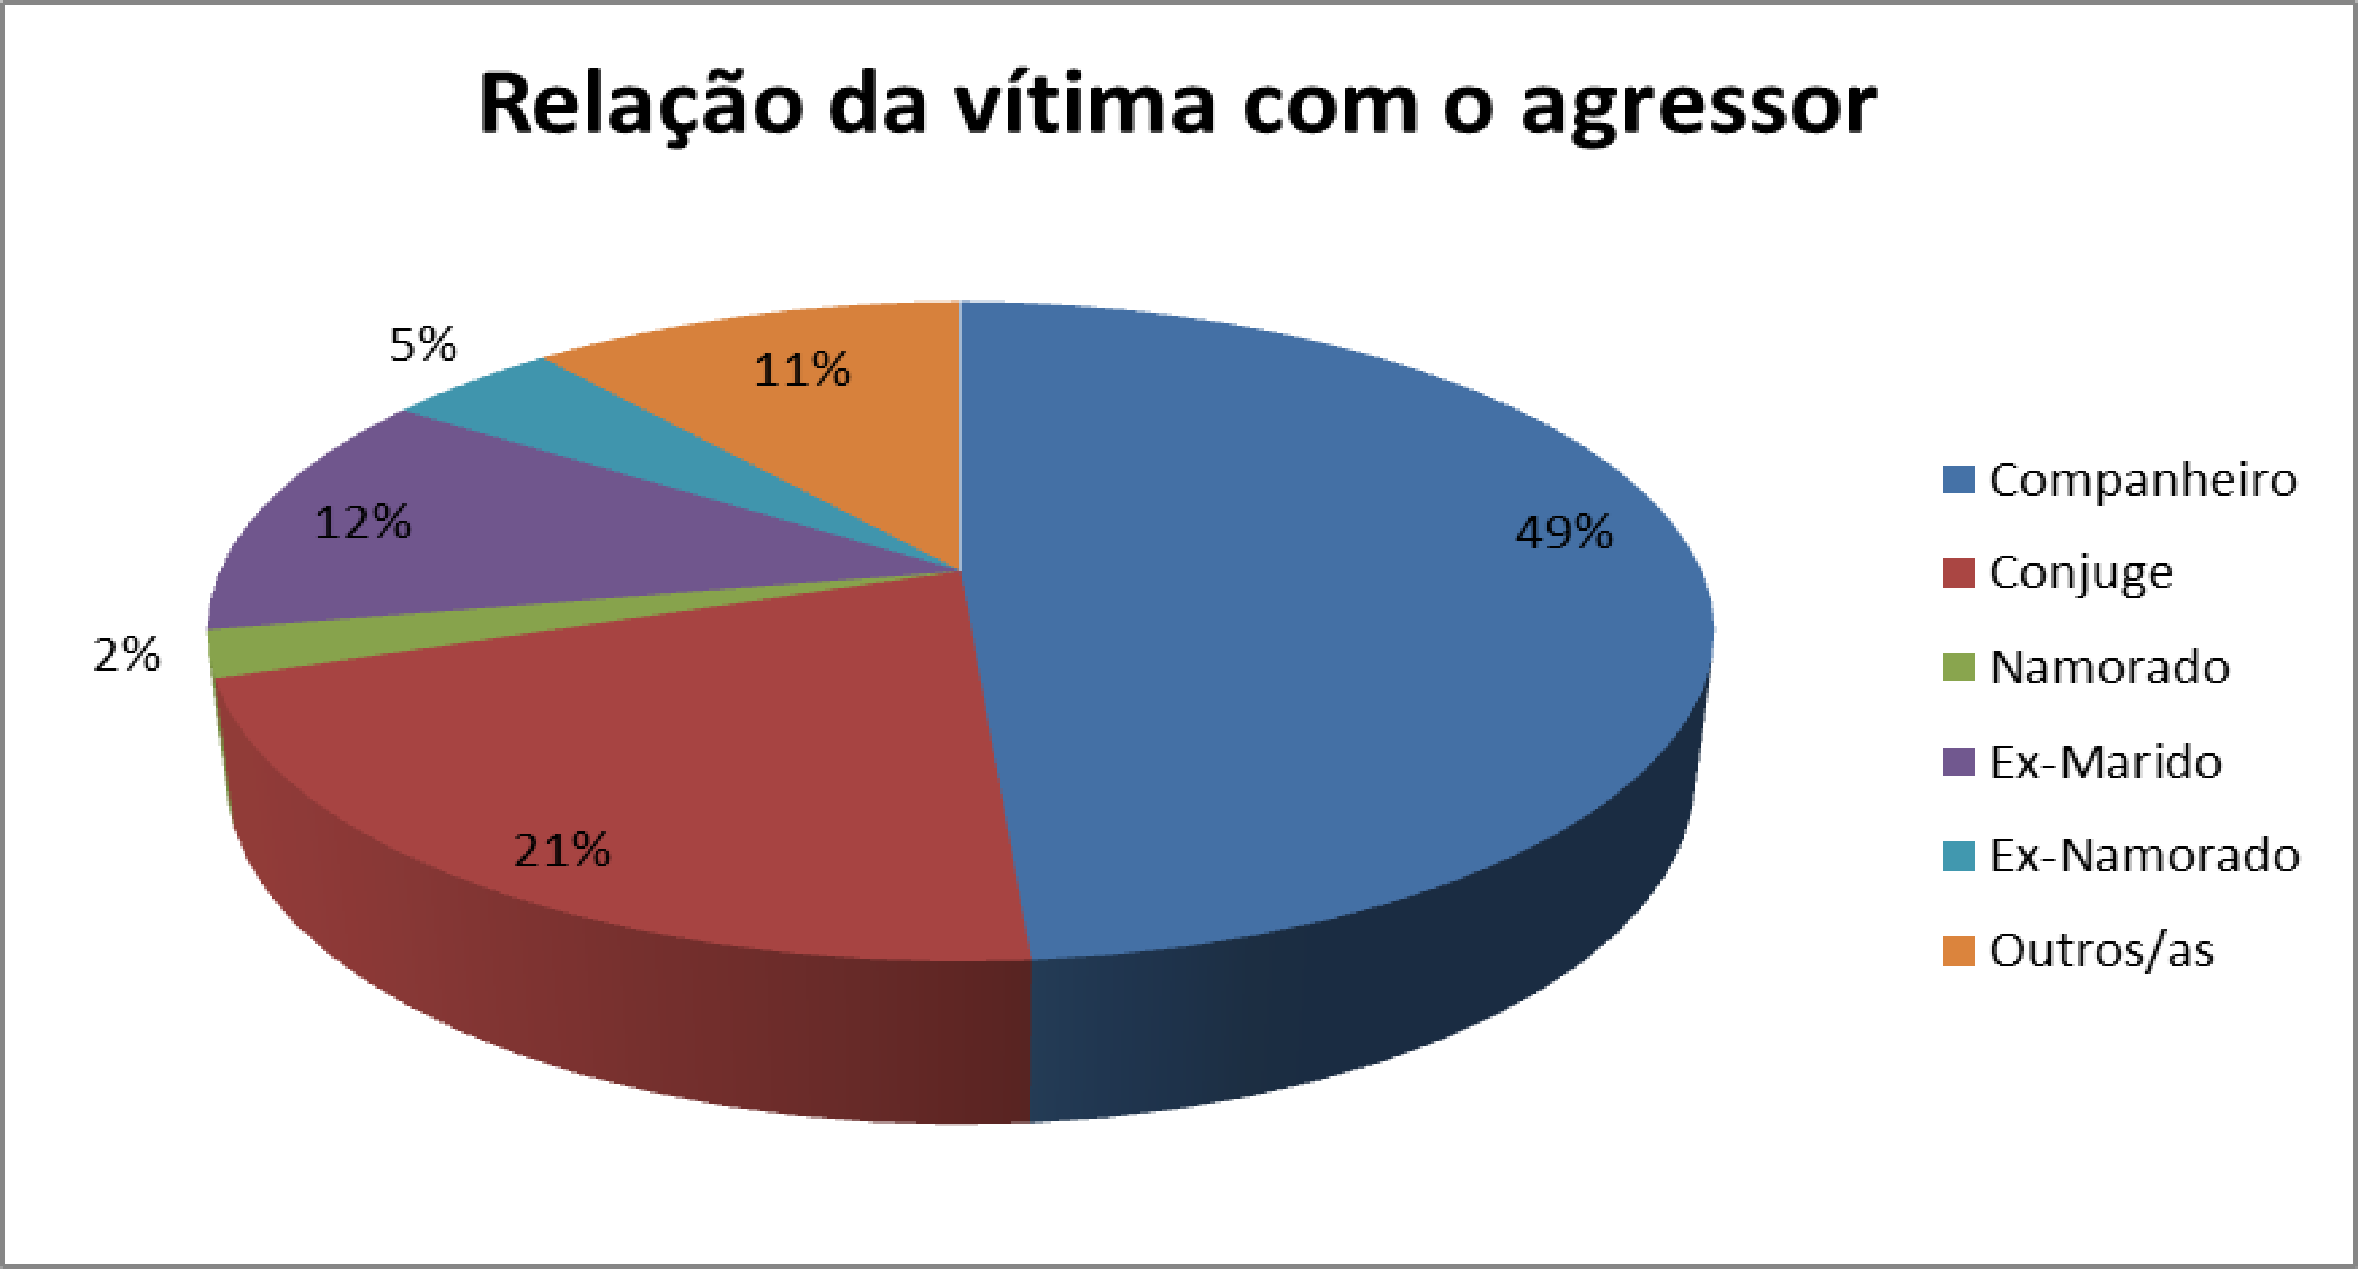 Relação da vítima com o agressor
5%
11%
49%
12%
2%
21%
Companheiro
Conjuge
Namorado
Ex-Marido
Ex-Namorado
Outros/as